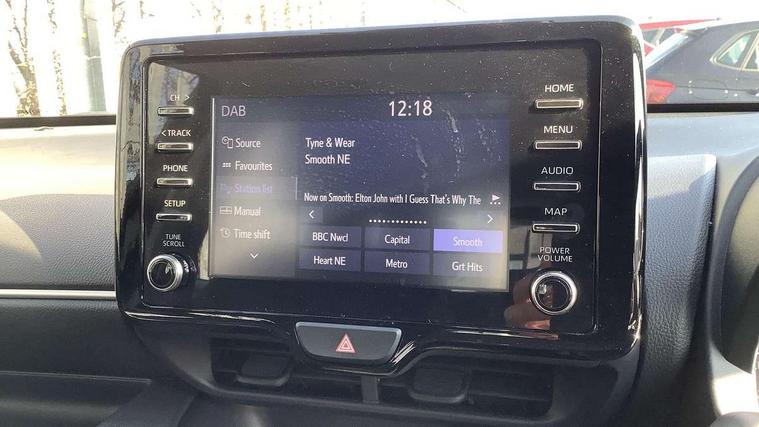 CH >
< TRACK
PHONE
SETUP
TUNE
SCROLL
DAB
12:18
Source
Favourites
Station list
Manual
Time shift
Tyne & Wear
Smooth NE
Now on Smooth: Elton John with I Guess That's Why The
BBC Nwcl
Capital
Smooth
Heart NE
Metro
Grt Hits
HOME
MENU
AUDIO
MAP
POWER
VOLUME